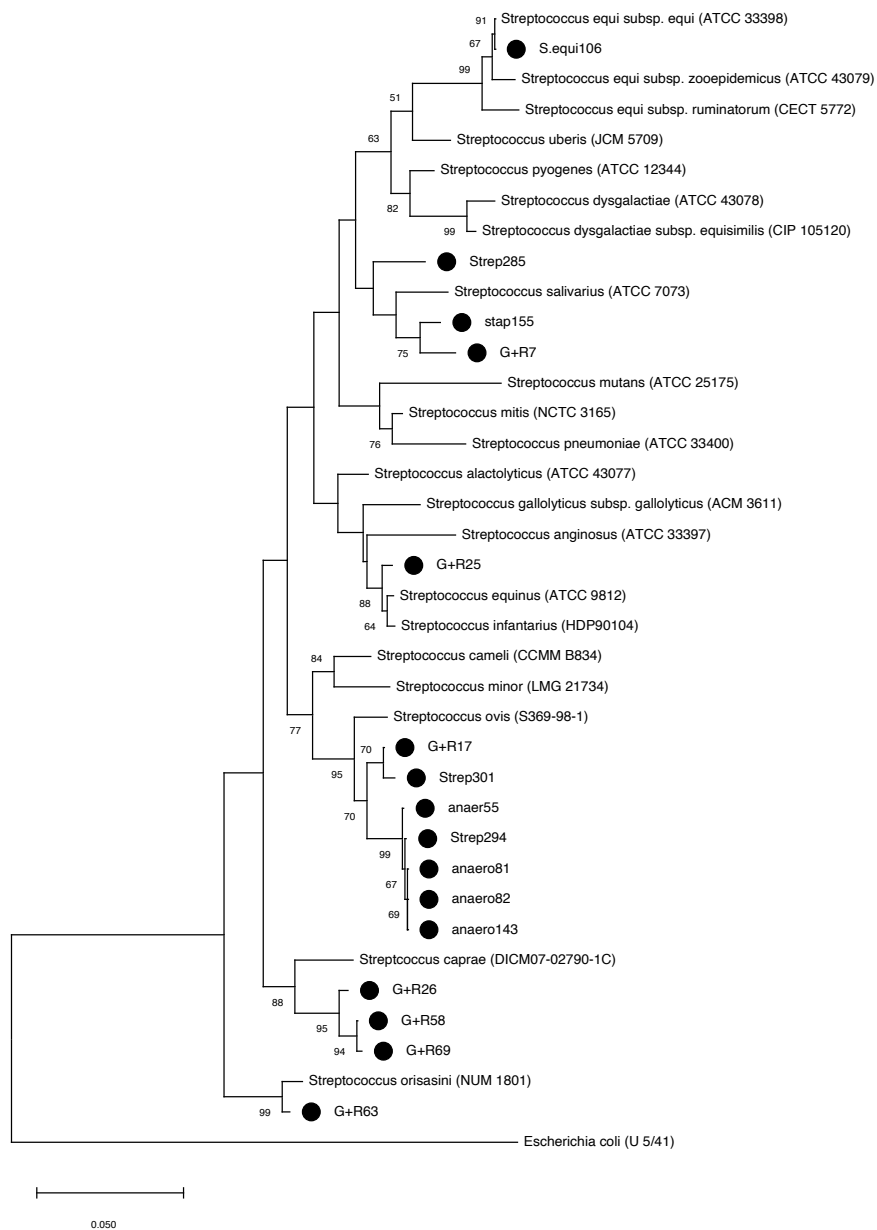 91
Streptococcus equi subsp. equi (ATCC 33398)
67
S.equi106
99
Streptococcus equi subsp. zooepidemicus (ATCC 43079)
51
Streptococcus equi subsp. ruminatorum (CECT 5772)
63
Streptococcus uberis (JCM 5709)
Streptococcus pyogenes (ATCC 12344)
82
Streptococcus dysgalactiae (ATCC 43078)
99
Streptococcus dysgalactiae subsp. equisimilis (CIP 105120)
Strep285
Streptococcus salivarius (ATCC 7073)
stap155
75
G+R7
Streptococcus mutans (ATCC 25175)
Streptococcus mitis (NCTC 3165)
76
Streptococcus pneumoniae (ATCC 33400)
Streptococcus alactolyticus (ATCC 43077)
Streptococcus gallolyticus subsp. gallolyticus (ACM 3611)
Streptococcus anginosus (ATCC 33397)
G+R25
88
Streptococcus equinus (ATCC 9812)
64
Streptococcus infantarius (HDP90104)
84
Streptococcus cameli (CCMM B834)
Streptococcus minor (LMG 21734)
77
Streptococcus ovis (S369-98-1)
70
G+R17
95
Strep301
70
anaer55
Strep294
99
anaero81
67
anaero82
69
anaero143
Streptcoccus caprae (DICM07-02790-1C)
88
G+R26
95
G+R58
94
G+R69
Streptococcus orisasini (NUM 1801)
99
G+R63
Escherichia coli (U 5/41)
0.050